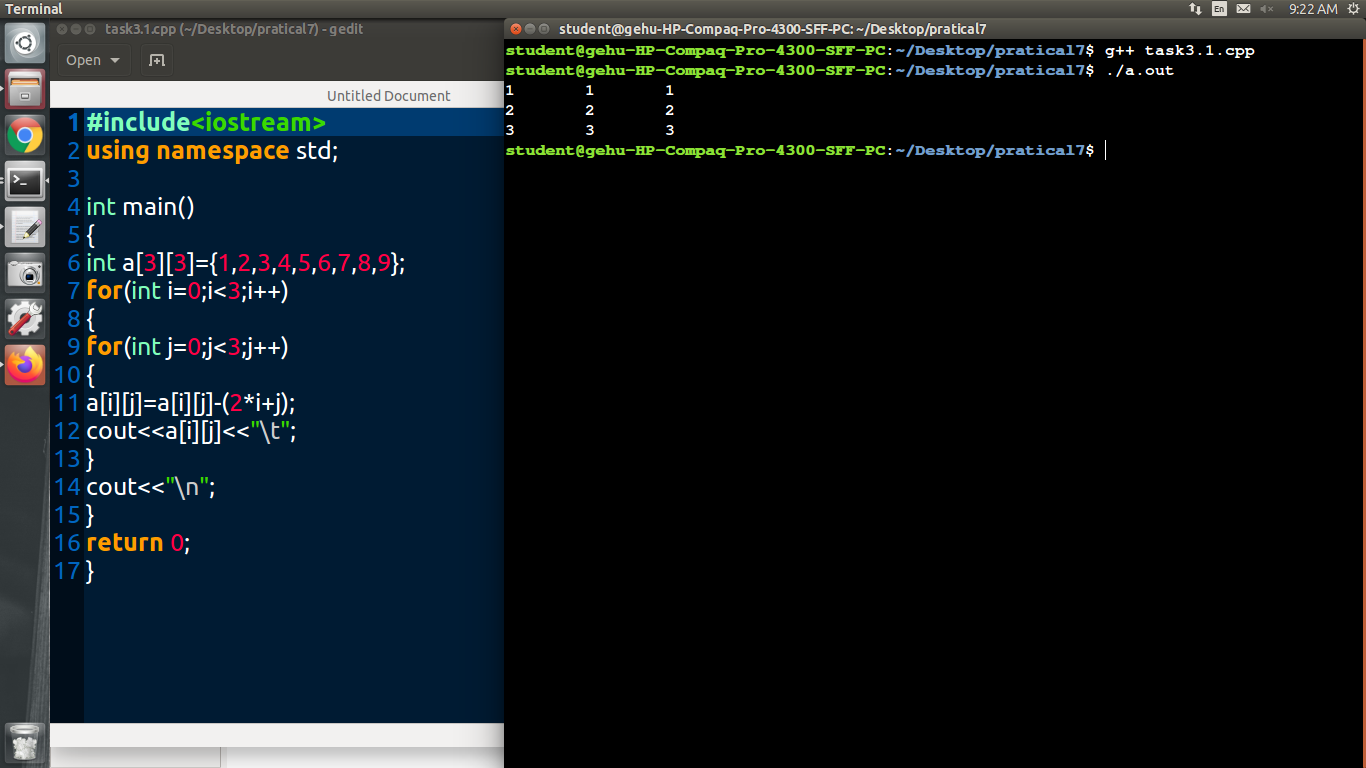 Terminal
En
9:22 AM
task3.1.cpp (~/Desktop/pratical7) - gedit
Open
Untitled Document
1 #include<iostream>
2 using namespace std;
3
4 int main()
5 {
6 int a[3][3]={1,2,3,4,5,6,7,8,9};
7 for(int i=0;i<3;i++)
8 {
9 for(int j=0;j<3;j++)
10 {
11 a[i][j]=a[i][j]-(2*i+j);
12 cout<<a[i][j]<<"\t";
13 }
14 cout<<"\n";
15 }
16 return 0;
17 }
student@gehu-HP-Compaq-Pro-4300-SFF-PC: ~/Desktop/pratical7
student@gehu-HP-Compaq-Pro-4300-SFF-PC:~/Desktop/pratical7$ g++ task3.1.cpp
student@gehu-HP-Compaq-Pro-4300-SFF-PC:~/Desktop/pratical7$ ./a.out
1 1 1
2 2 2
3 3 3
student@gehu-HP-Compaq-Pro-4300-SFF-PC:~/Desktop/pratical7$